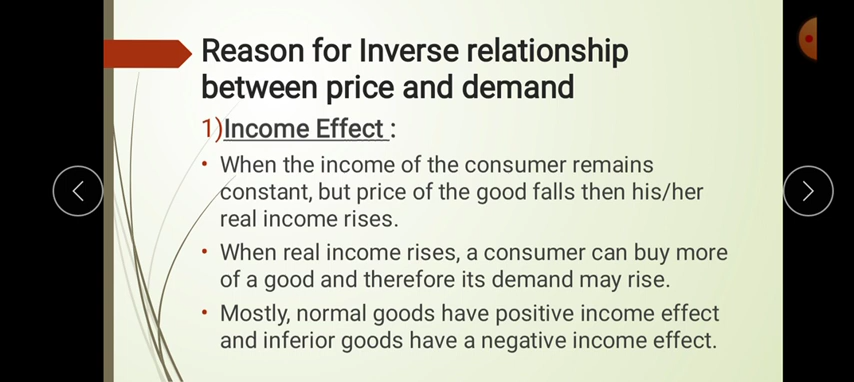 Reason for Inverse relationship
between price and demand
1)Income Effect :
• When the income of the consumer remains
constant, but price of the good falls then his/her
real income rises.
• When real income rises, a consumer can buy more
of a good and therefore its demand may rise.
• Mostly, normal goods have positive income effect
and inferior goods have a negative income effect.